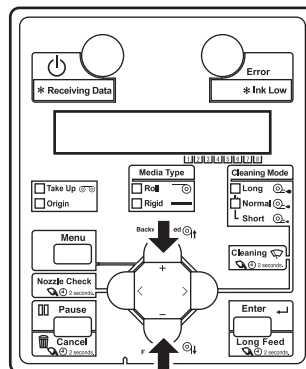 Error
* Receiving Data
* Ink Low
1 2 3 4 5 6 7 8
Media Type
Cleaning Mode
Take Up
Origin
Roll
Rigid
Long
Normal
Short
Menu
+
Cleaning
2 seconds.
Nozzle Check
2 seconds.
< >
Pause
Enter
−
Cancel
2 seconds.
Long Feed
2 seconds.
F